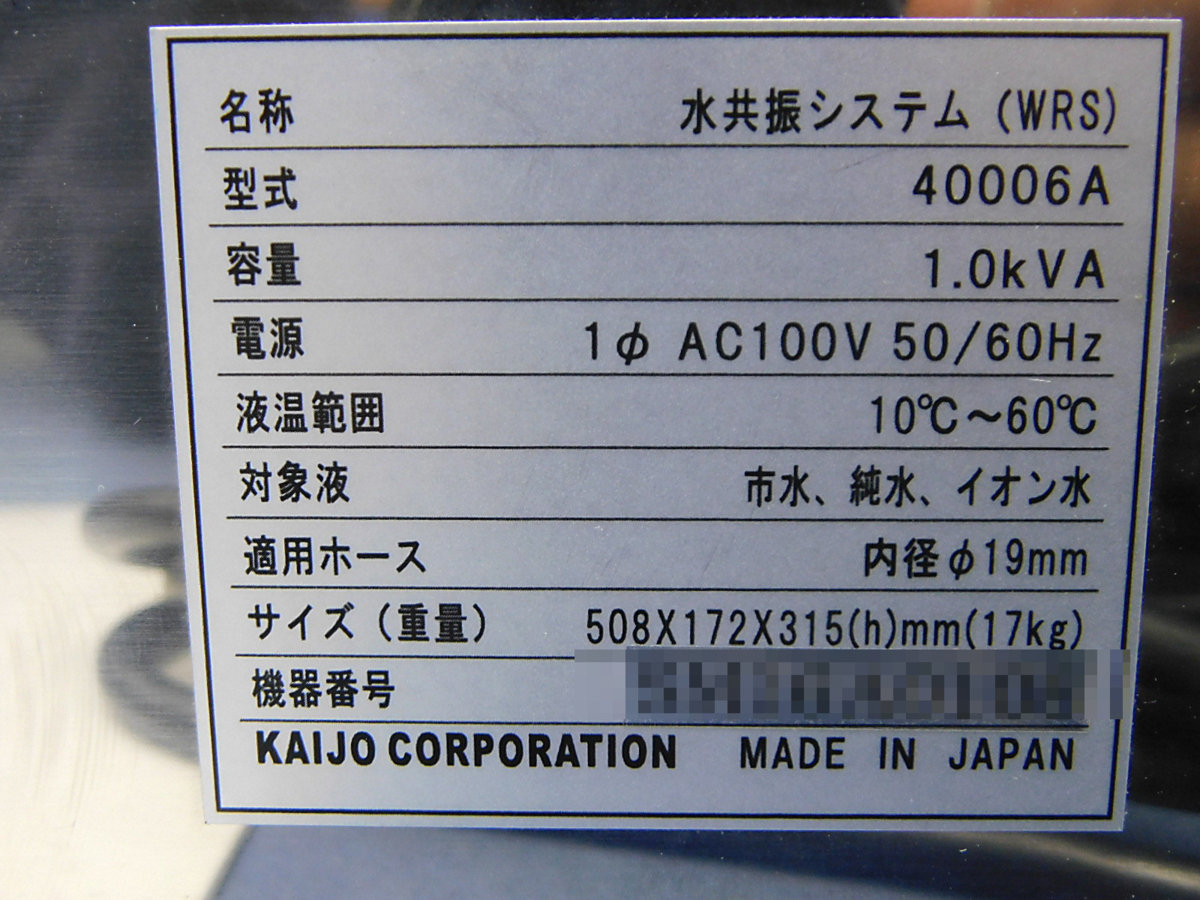 名称 水共振システム (WRS)
型式 40006A
容量 1.0kVA
電源 1φ AC100V 50/60Hz
液温範囲 10℃～60℃
対象液 市水、純水、イオン水
適用ホース 内径φ19mm
サイズ(重量) 508X172X315(h)mm(17kg)
機器番号
KAIJO CORPORATION MADE IN JAPAN